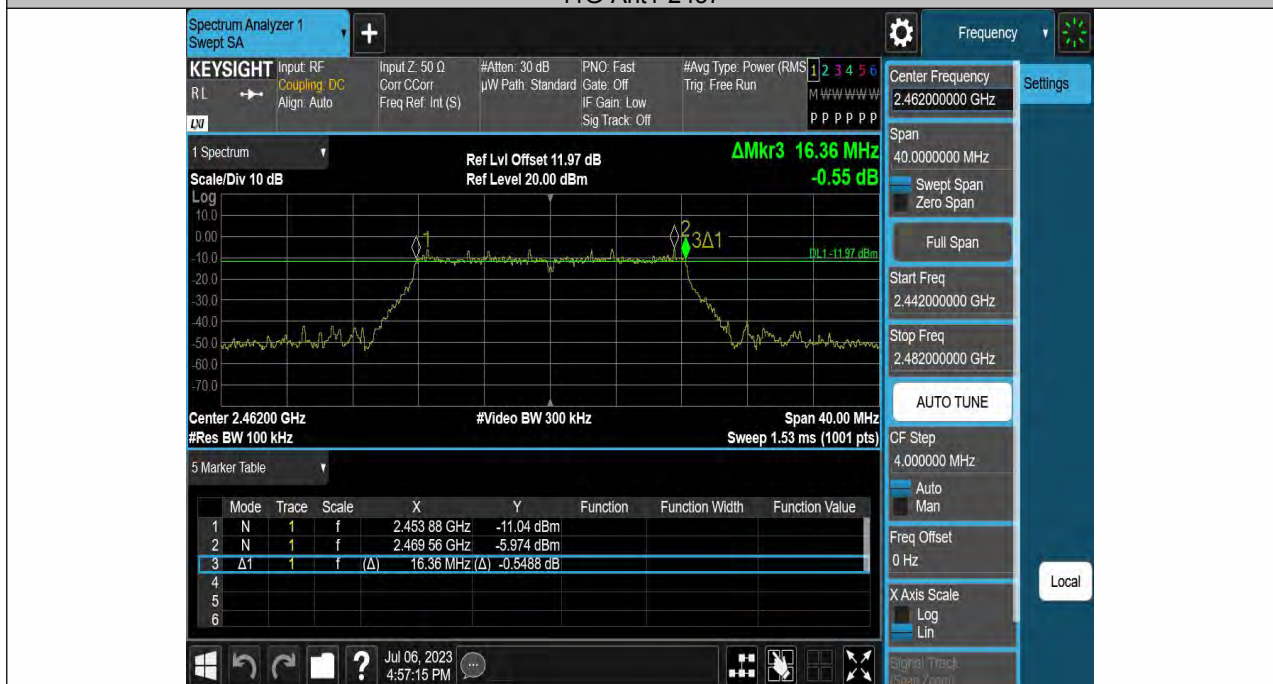 Spectrum Analyzer 1
Swept SA
+
Frequency
KEYSIGHT
RL
LXI
Input: RF
Coupling: DC
Align: Auto
Input Z: 50 Ω
Corr CCorr
Freq Ref: Int (S)
#Atten: 30 dB
µW Path: Standard
PNO: Fast
Gate: Off
IF Gain: Low
Sig Track: Off
#Avg Type: Power (RMS
Trig: Free Run
1 2 3 4 5 6
M W W W W W
P P P P P P
Center Frequency
2.462000000 GHz
Settings
Span
40.0000000 MHz
Swept Span
Zero Span
Full Span
Start Freq
2.442000000 GHz
Stop Freq
2.482000000 GHz
AUTO TUNE
CF Step
4.000000 MHz
Auto
Man
Freq Offset
0 Hz
X Axis Scale
Log
Lin
Signal Track
(Span Zoom)
Local
1 Spectrum
Scale/Div 10 dB
Ref Lvl Offset 11.97 dB
Ref Level 20.00 dBm
ΔMkr3 16.36 MHz
-0.55 dB
Log
10.0
0.00
-10.0
-20.0
-30.0
-40.0
-50.0
-60.0
-70.0
1
2
3Δ1
DL1 -11.97 dBm
Center 2.46200 GHz
#Video BW 300 kHz
Span 40.00 MHz
#Res BW 100 kHz
Sweep 1.53 ms (1001 pts)
5 Marker Table
Mode Trace Scale X Y Function Function Width Function Value
1 N 1 f 2.453 88 GHz -11.04 dBm
2 N 1 f 2.469 56 GHz -5.974 dBm
3 Δ1 1 f (Δ) 16.36 MHz (Δ) -0.5488 dB
4
5
6
?
Jul 06, 2023
4:57:15 PM